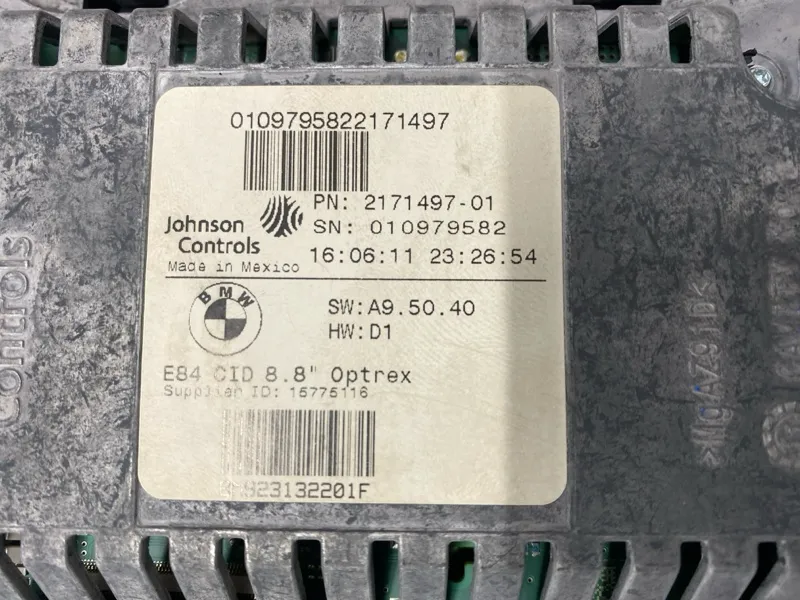 0109795822171497
PN: 2171497-01
SN: 010979582
Johnson
Controls
Made in Mexico
16:06:11 23:26:54
BMW
SW:A9.50.40
HW:D1
E84 CID 8.8" Optrex
Supplier ID: 15775116
923132201F
Controls
>MgAZ91D<